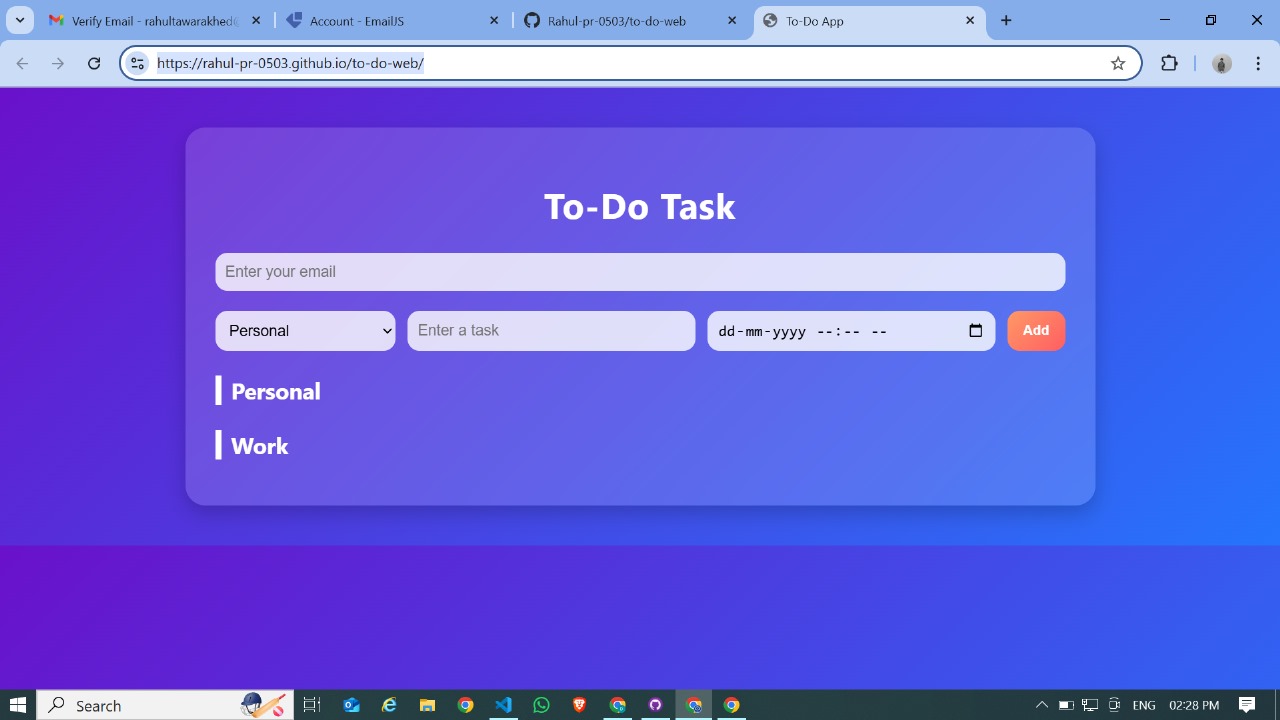 Verify Email - rahultawarakhed
Account - EmailJS
Rahul-pr-0503/to-do-web
To-Do App
https://rahul-pr-0503.github.io/to-do-web/
To-Do Task
Enter your email
Personal
Enter a task
dd-mm-yyyy --:-- --
Add
Personal
Work
Search
ENG
02:28 PM